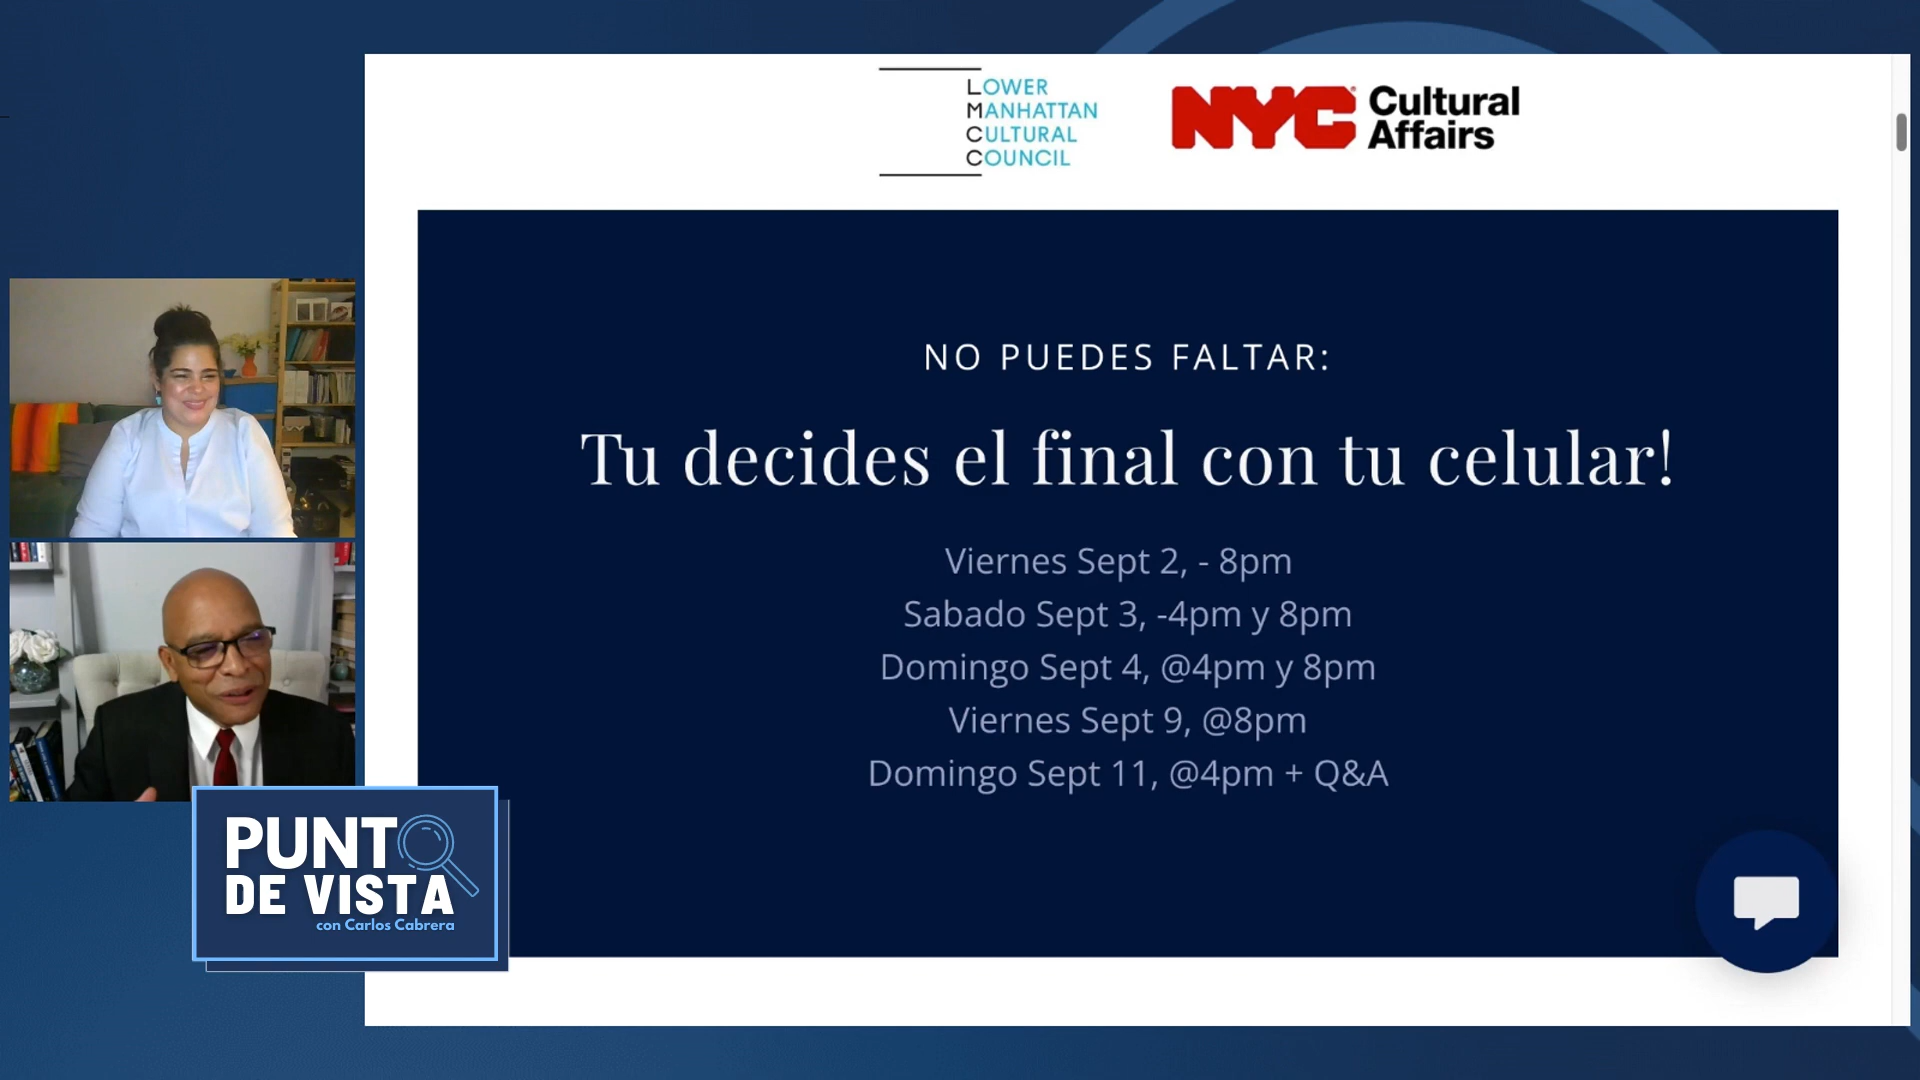 LOWER
MANHATTAN
CULTURAL
COUNCIL
NYC Cultural
Affairs
NO PUEDES FALTAR:
Tu decides el final con tu celular!
Viernes Sept 2, - 8pm
Sabado Sept 3, -4pm y 8pm
Domingo Sept 4, @4pm y 8pm
Viernes Sept 9, @8pm
Domingo Sept 11, @4pm + Q&A
PUNTO
DE VISTA
con Carlos Cabrera